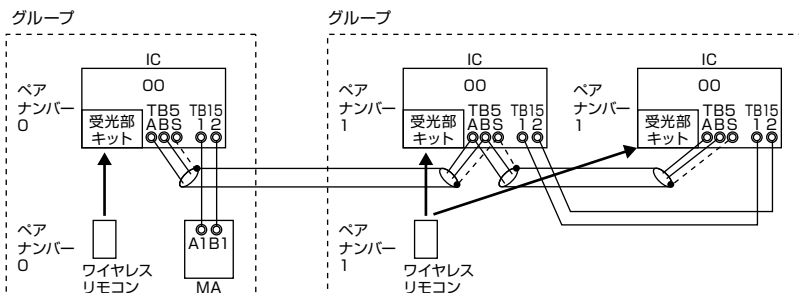 グループ
IC
00
ペア
ナンバー
0
受光部
キット
TB5
ABS
TB15
1 2
ペア
ナンバー
0
ワイヤレス
リモコン
A1B1
MA
グループ
IC
00
ペア
ナンバー
1
受光部
キット
TB5
ABS
TB15
1 2
ペア
ナンバー
1
ワイヤレス
リモコン
IC
00
ペア
ナンバー
1
受光部
キット
TB5
ABS
TB15
1 2